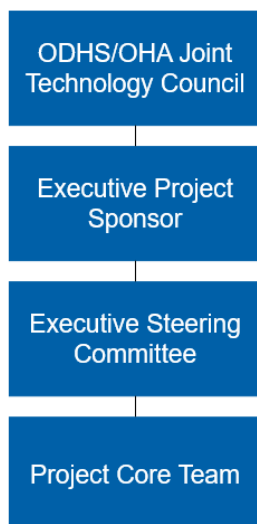 ODHS/OHA Joint
Technology Council
Executive Project
Sponsor
Executive Steering
Committee
Project Core Team